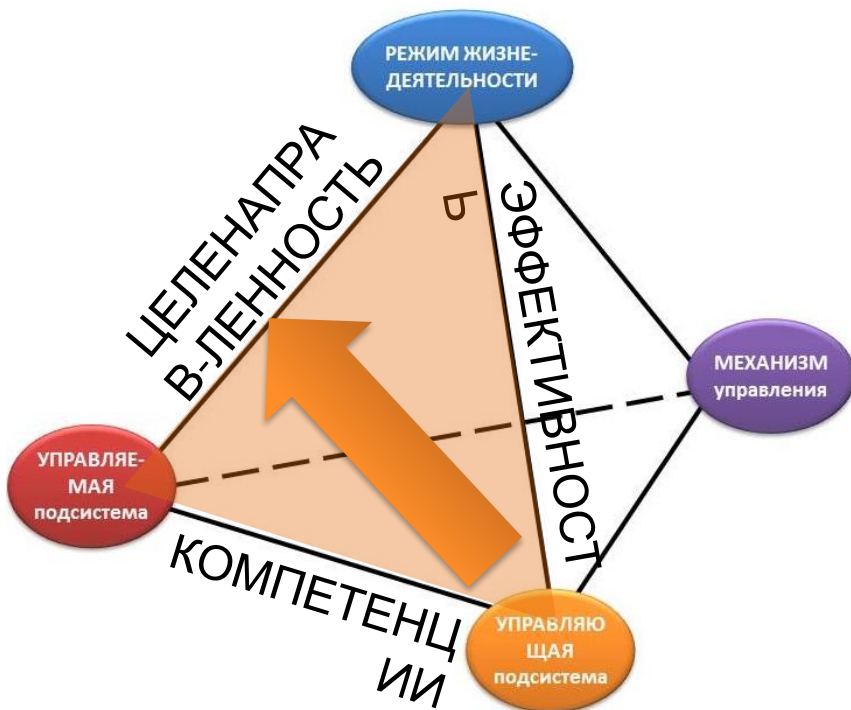 РЕЖИМ ЖИЗНЕ-
ДЕЯТЕЛЬНОСТИ
ЦЕЛЕНАПРА
В-ЛЕННОСТЬ
ЭФФЕКТИВНОСТ
Ь
МЕХАНИЗМ
управления
УПРАВЛЯЕ-
МАЯ
подсистема
КОМПЕТЕНЦ
ИИ
УПРАВЛЯЮ
ЩАЯ
подсистема